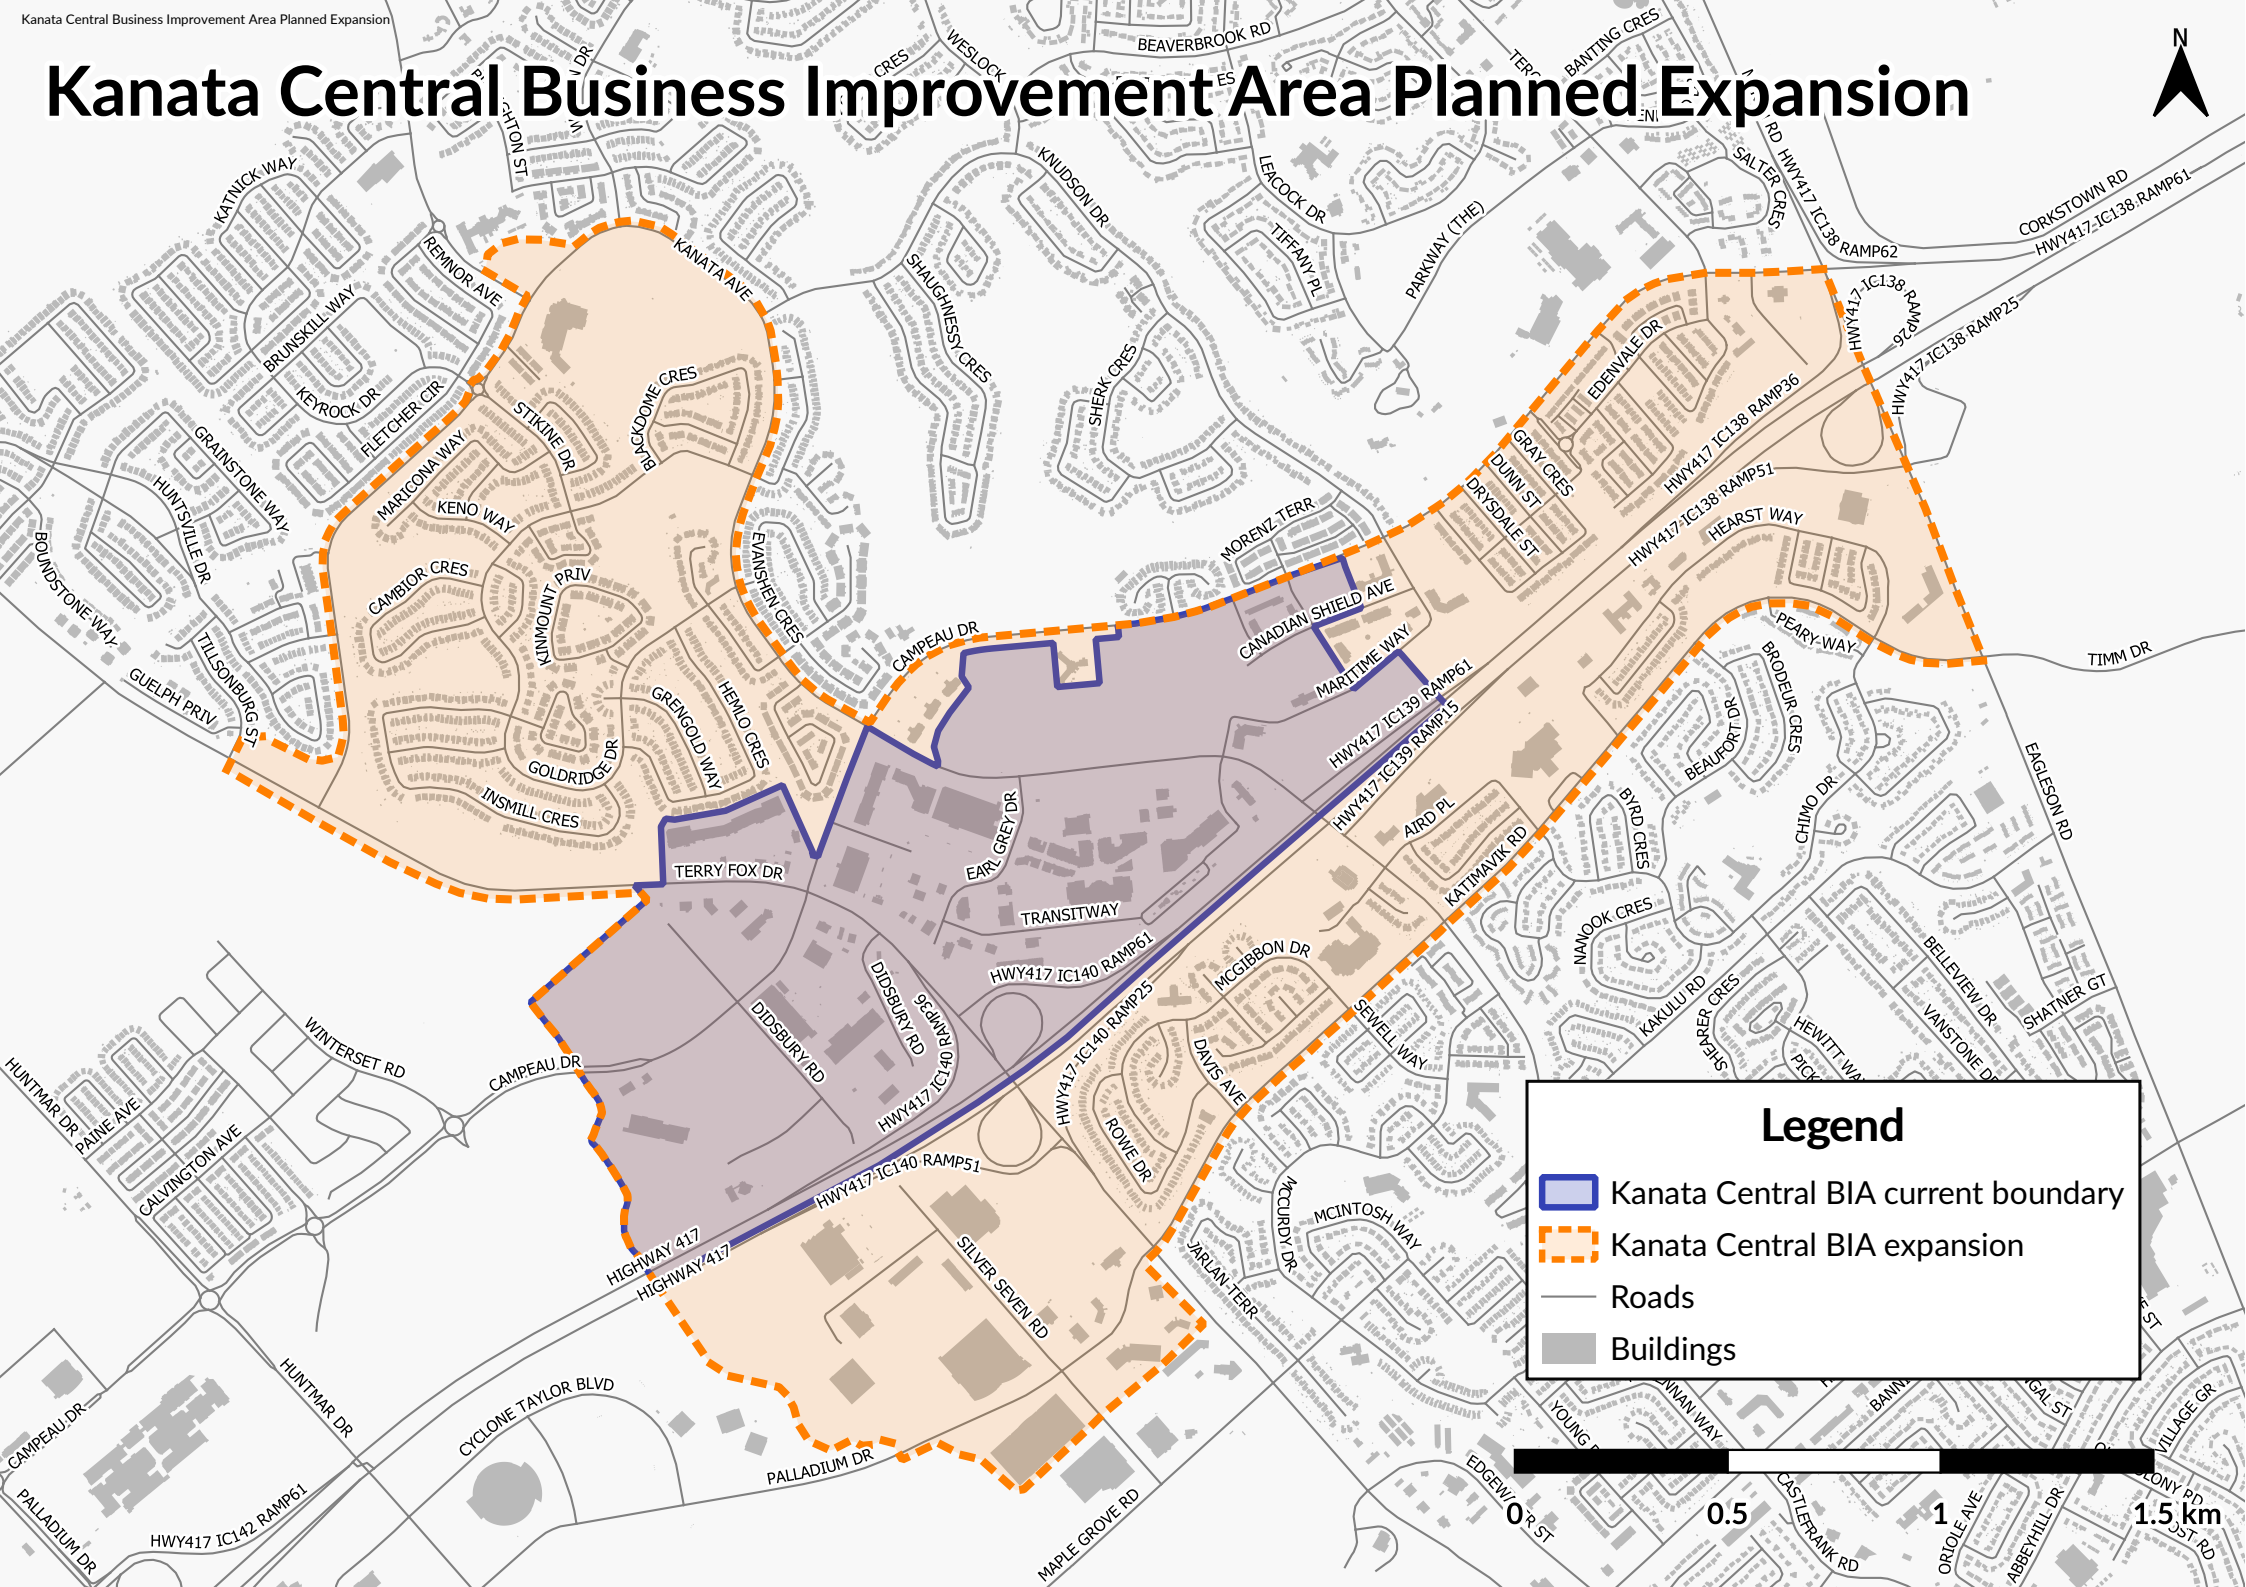 Kanata Central Business Improvement Area Planned Expansion
Kanata Central Business Improvement Area Planned Expansion
N
BEAVERBROOK RD
WESLOCK
CRES
BANTING CRES
KATNICK WAY
KNUDSON DR
LEACOCK DR
SALTER CRES
HWY417 IC138 RAMP62
CORKSTOWN RD
HWY417-IC138-RAMP61
REMNOR AVE
KANATA AVE
TIFFANY PL
PARKWAY (THE)
SHAUGHNESSY CRES
BRUNSKILL WAY
HWY417-IC138 RAMP26
HWY417-IC138-RAMP25
KEYROCK DR
FLETCHER CIR
BLACKDOME CRES
SHERK CRES
EDENVALE DR
HWY417 IC138 RAMP36
GRAINSTONE WAY
STIKINE DR
MARICONA WAY
HUNTSVILLE DR
KENO WAY
GRAY CRES
DUNN ST
DRYSDALE ST
HWY417-IC138-RAMP51
HEARST WAY
BOUNDSTONE-WAY
CAMBIOR CRES
KINMOUNT PRIV
EVANSHEN CRES
MORENZ TERR
CANADIAN SHIELD AVE
CAMPEAU DR
MARITIME WAY
PEARY-WAY
TIMM DR
TILLSONBURG ST
GUELPH PRIV
GRENGOLD WAY
HEMLO CRES
HWY417 IC139 RAMP61
HWY417-IC139-RAMP15
BRODEUR CRES
BEAUFORT DR
GOLDRIDGE DR
INSMILL CRES
EAGLESON RD
EARL GREY DR
AIRD PL
BYRD CRES
CHIMO DR
KATIMAVIK RD
TERRY FOX DR
TRANSITWAY
NANOOK CRES
HWY417 IC140 RAMP61
MCGIBBON DR
BELLEVIEW DR
DIDSBURY RD
DIDSBURY RD
HWY417 IC140 RAMP36
HWY417-IC140-RAMP25
SEWELL WAY
KAKULU RD
SHEARER CRES
HEWITT WAY
VANSTONE DR
SHATNER GT
WINTERSET RD
CAMPEAU DR
HUNTMAR DR
PAINE AVE
CALVINGTON AVE
DAVIS AVE
ROWE DR
HWY417-IC140 RAMP51
MCCURDY DR
MCINTOSH WAY
JARLAN-TERR
HIGHWAY 417
HIGHWAY 417
SILVER SEVEN RD
HUNTMAR DR
CYCLONE TAYLOR BLVD
CAMPEAU DR
PALLADIUM DR
PALLADIUM DR
HWY417 IC142 RAMP61
MAPLE GROVE RD
Legend
Kanata Central BIA current boundary
Kanata Central BIA expansion
Roads
Buildings
VILLAGE GR
CASTLEFRANK RD
ORIOLE AVE
ABBEYHILL DR
0
0.5
1
1.5 km